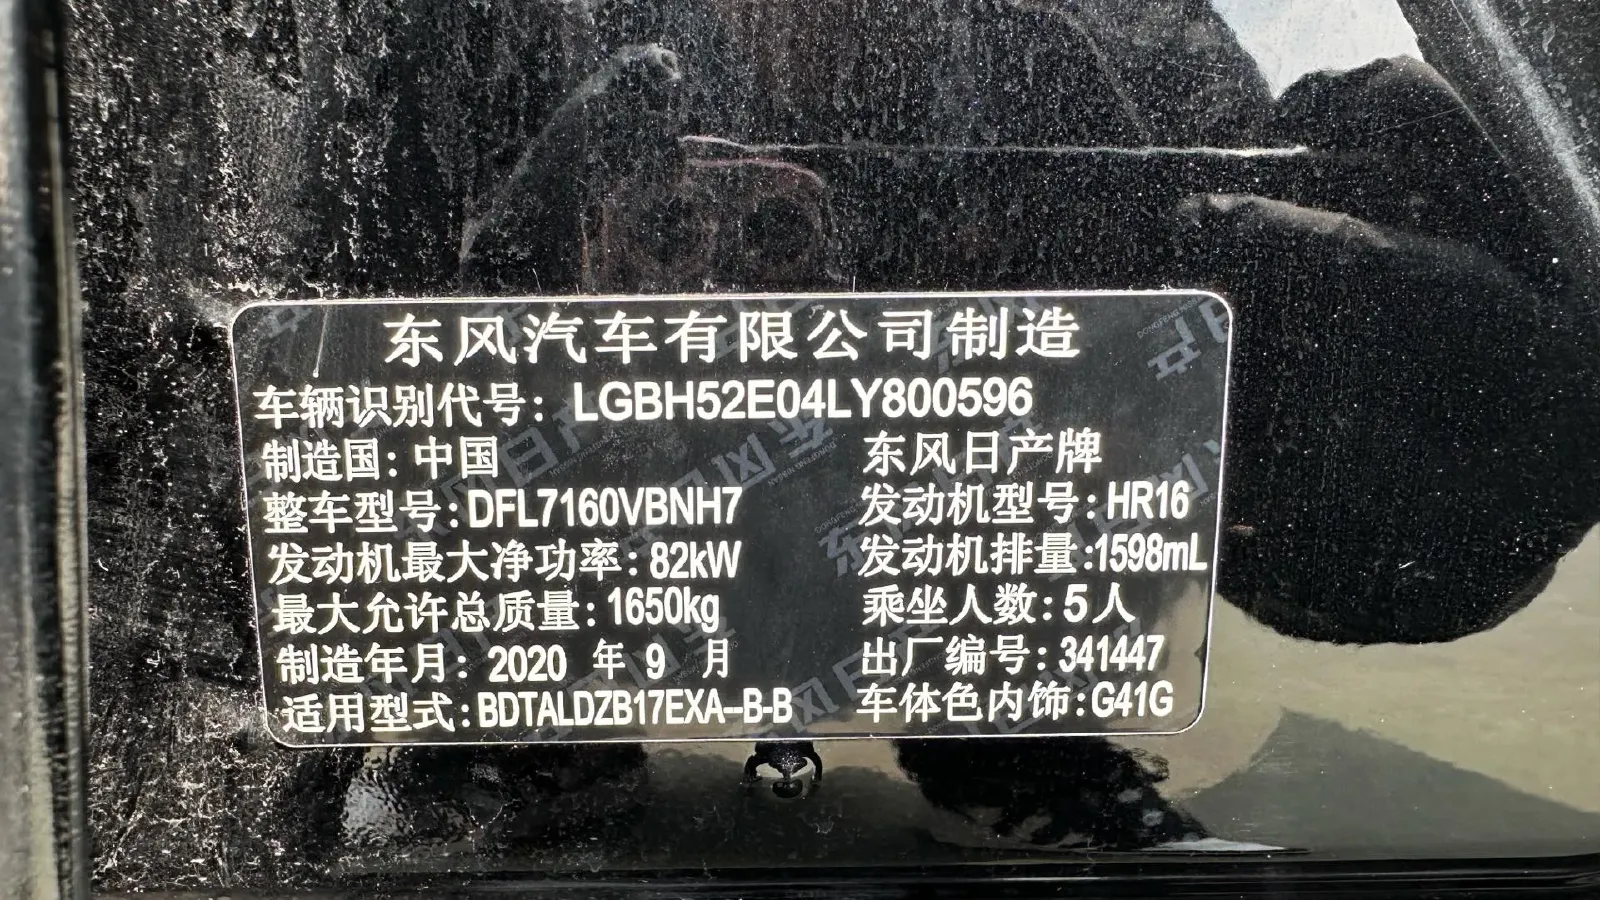 东风汽车有限公司制造
车辆识别代号: LGBH52E04LY800596
制造国: 中国 东风日产牌
整车型号: DFL7160VBNH7 发动机型号: HR16
发动机最大净功率: 82kW 发动机排量: 1598mL
最大允许总质量: 1650kg 乘坐人数: 5人
制造年月: 2020 年 9 月 出厂编号: 341447
适用型式: BDTALDZB17EXA--B-B 车体色内饰: G41G